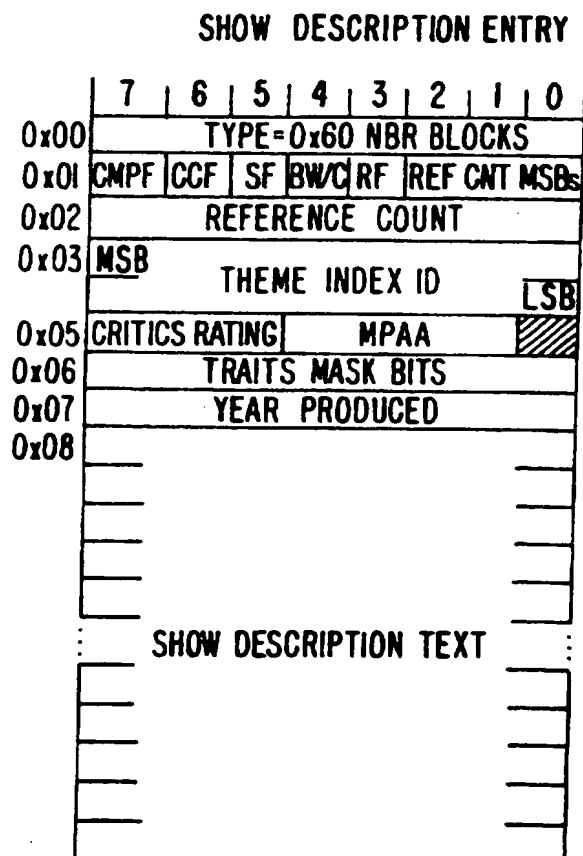 SHOW DESCRIPTION ENTRY
7 6 5 4 3 2 1 0
0x00 TYPE=0x60 NBR BLOCKS
0x01 CMPF CCF SF BW/C RF REF CNT MSBs
0x02 REFERENCE COUNT
0x03 MSB
THEME INDEX ID
LSB
0x05 CRITICS RATING MPAA
0x06 TRAITS MASK BITS
0x07 YEAR PRODUCED
0x08
SHOW DESCRIPTION TEXT